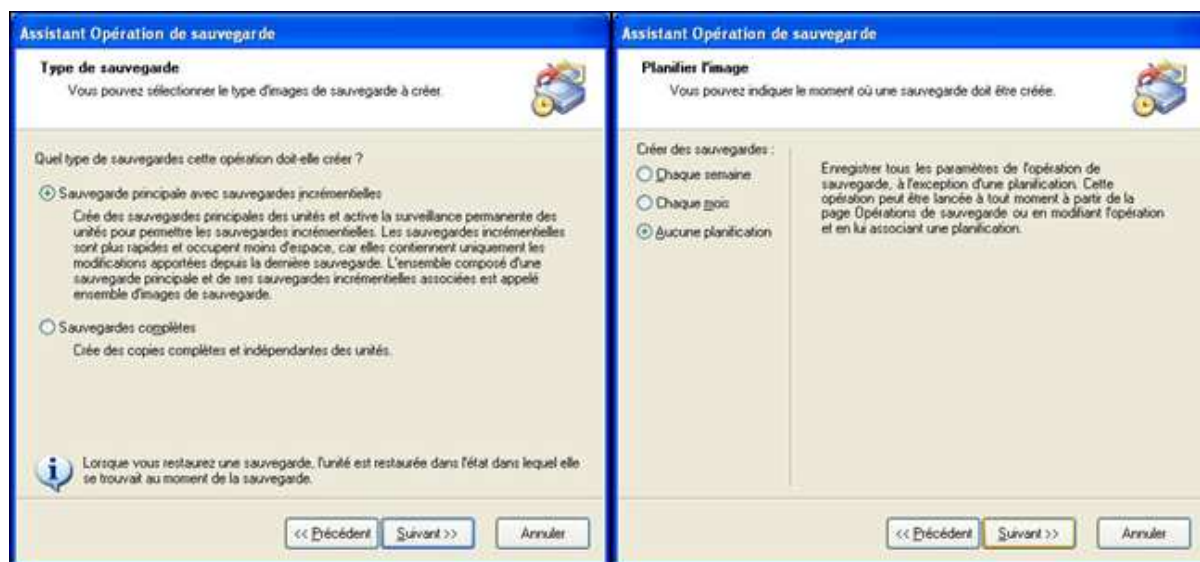 Assistant Opération de sauvegarde
Type de sauvegarde
Vous pouvez sélectionner le type d'images de sauvegarde à créer.
Quel type de sauvegardes cette opération doit-elle créer ?
Sauvegarde principale avec sauvegardes incrémentielles
Crée des sauvegardes principales des unités et active la surveillance permanente des
unités pour permettre les sauvegardes incrémentielles. Les sauvegardes incrémentielles
sont plus rapides et occupent moins d'espace, car elles contiennent uniquement les
modifications apportées depuis la dernière sauvegarde. L'ensemble composé d'une
sauvegarde principale et de ses sauvegardes incrémentielles associées est appelé
ensemble d'images de sauvegarde.
Sauvegardes complètes
Crée des copies complètes et indépendantes des unités.
Lorsque vous restaurez une sauvegarde, l'unité est restaurée dans l'état dans lequel elle
se trouvait au moment de la sauvegarde.
<< Précédent
Suivant >>
Annuler
Assistant Opération de sauvegarde
Planifier l'image
Vous pouvez indiquer le moment où une sauvegarde doit être créée.
Créer des sauvegardes :
Chaque semaine
Chaque mois
Aucune planification
Enregistrer tous les paramètres de l'opération de
sauvegarde, à l'exception d'une planification. Cette
opération peut être lancée à tout moment à partir de la
page Opérations de sauvegarde ou en modifiant l'opération
et en lui associant une planification.
<< Précédent
Suivant >>
Annuler